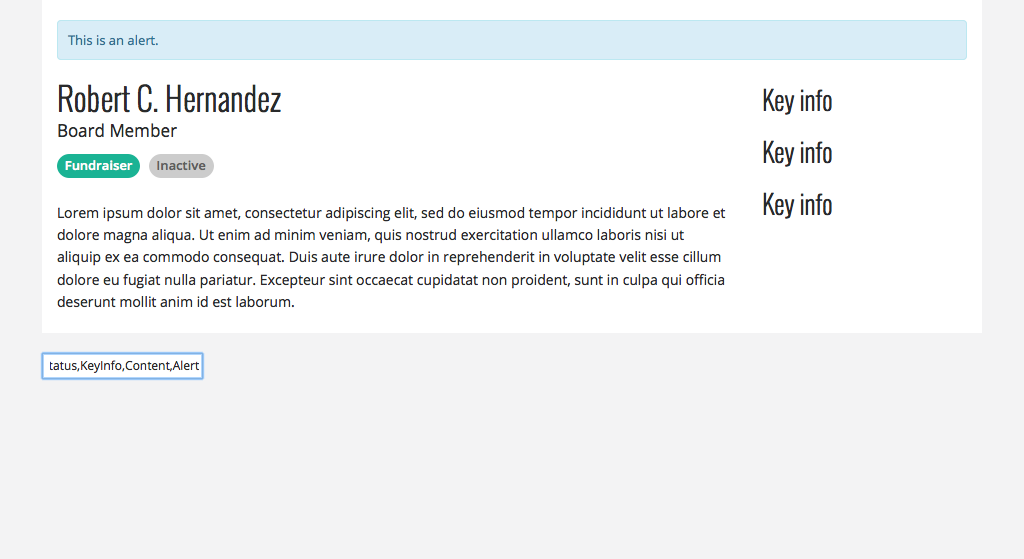 This is an alert.
Robert C. Hernandez
Board Member
Fundraiser Inactive
Lorem ipsum dolor sit amet, consectetur adipiscing elit, sed do eiusmod tempor incididunt ut labore et
dolore magna aliqua. Ut enim ad minim veniam, quis nostrud exercitation ullamco laboris nisi ut
aliquip ex ea commodo consequat. Duis aute irure dolor in reprehenderit in voluptate velit esse cillum
dolore eu fugiat nulla pariatur. Excepteur sint occaecat cupidatat non proident, sunt in culpa qui officia
deserunt mollit anim id est laborum.
Key info
Key info
Key info
tatus,KeyInfo,Content,Alert